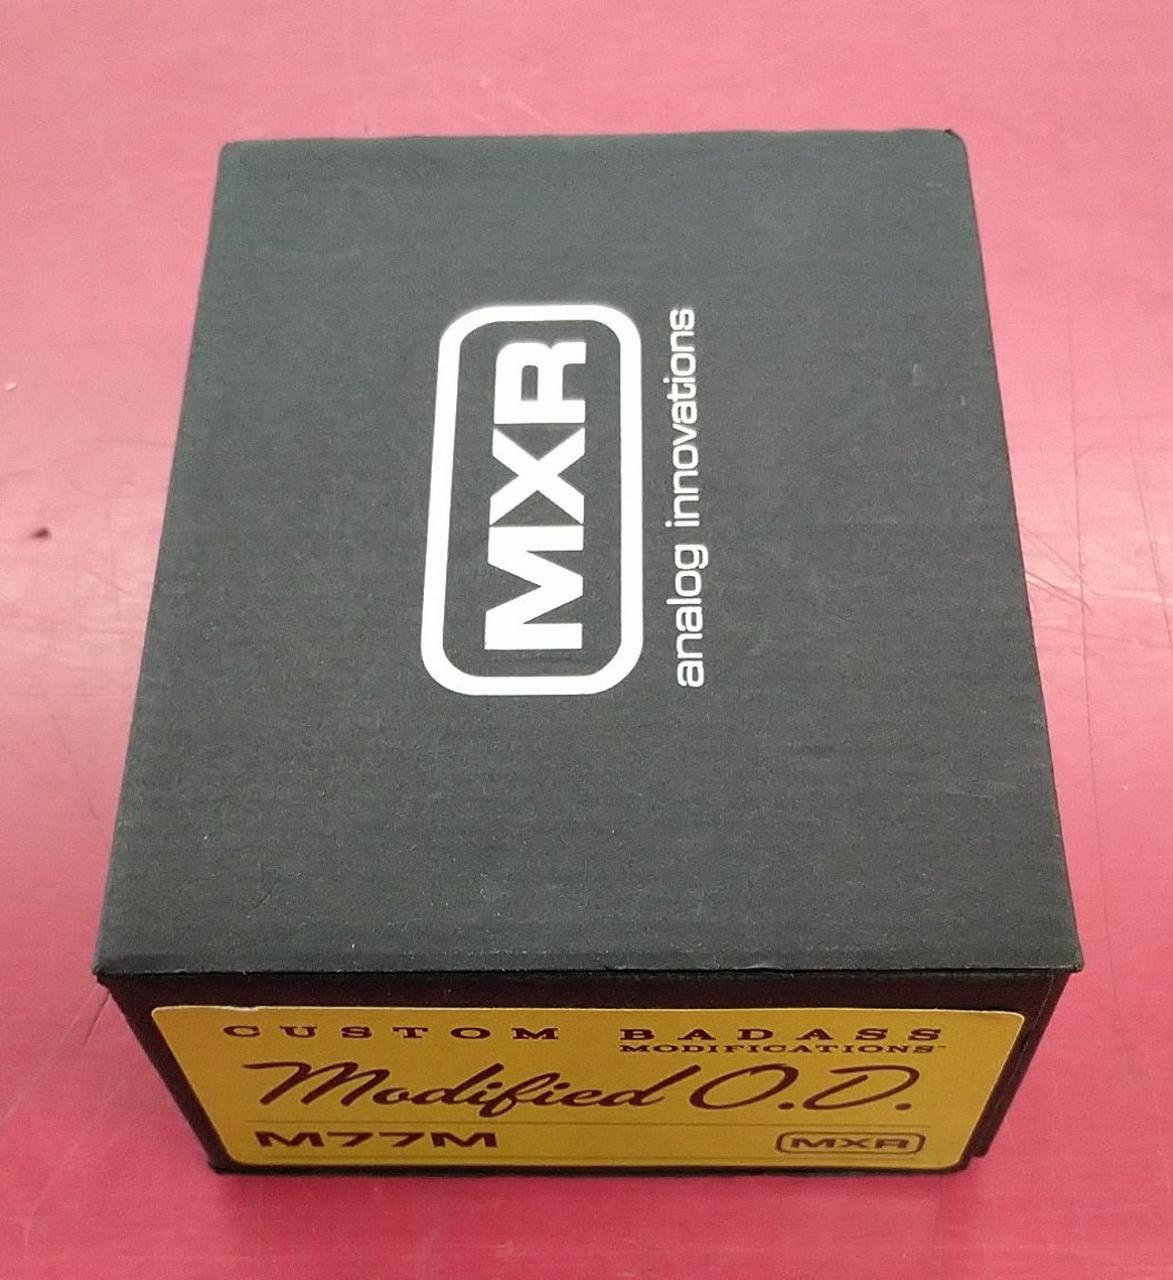 MXR
analog innovations
CUSTOM BADASS
MODIFICATIONS™
Modified O.D.
M77M
MXR